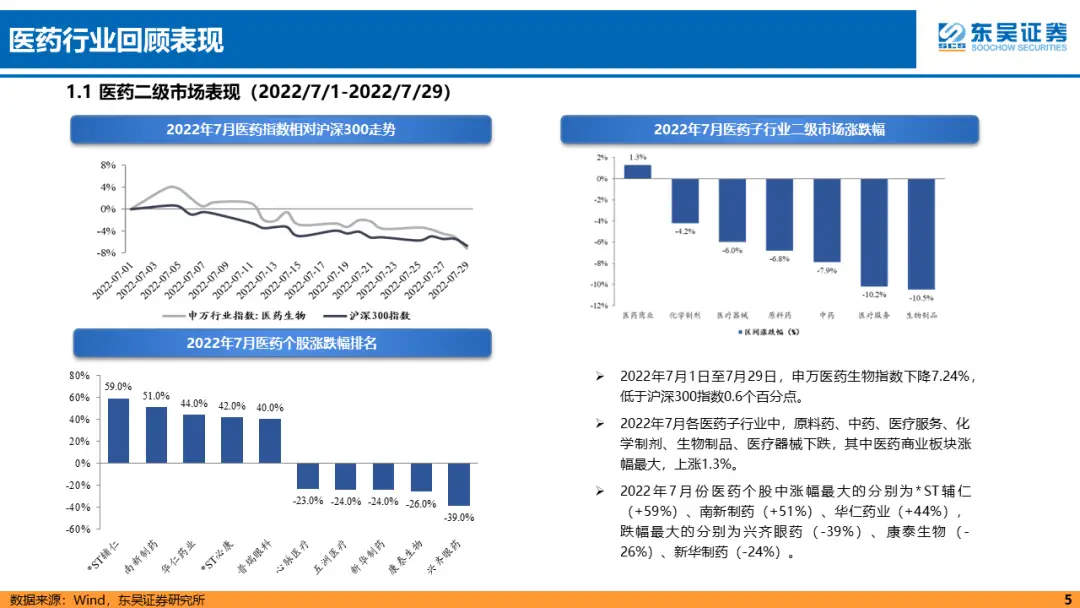 医药行业回顾表现
东吴证券
SCS
SOOCHOW SECURITIES
1.1 医药二级市场表现（2022/7/1-2022/7/29）
2022年7月医药指数相对沪深300走势
8%
4%
0%
-4%
-8%
2022-07-01
2022-07-03
2022-07-05
2022-07-07
2022-07-09
2022-07-11
2022-07-13
2022-07-15
2022-07-17
2022-07-19
2022-07-21
2022-07-23
2022-07-25
2022-07-27
2022-07-29
申万行业指数: 医药生物
沪深300指数
2022年7月医药个股涨跌幅排名
80%
60%
40%
20%
0%
-20%
-40%
-60%
59.0%
51.0%
44.0%
42.0%
40.0%
-23.0%
-24.0%
-24.0%
-26.0%
-39.0%
*ST辅仁
南新制药
华仁药业
*ST必康
普瑞眼科
心脉医疗
五洲医疗
新华制药
康泰生物
兴齐眼药
2022年7月医药子行业二级市场涨跌幅
2%
0%
-2%
-4%
-6%
-8%
-10%
-12%
1.3%
-4.2%
-6.0%
-6.8%
-7.9%
-10.2%
-10.5%
医药商业
化学制剂
医疗器械
原料药
中药
医疗服务
生物制品
区间涨跌幅（%）
➢ 2022年7月1日至7月29日，申万医药生物指数下降7.24%，
低于沪深300指数0.6个百分点。
➢ 2022年7月各医药子行业中，原料药、中药、医疗服务、化
学制剂、生物制品、医疗器械下跌，其中医药商业板块涨
幅最大，上涨1.3%。
➢ 2022年7月份医药个股中涨幅最大的分别为*ST辅仁
（+59%）、南新制药（+51%）、华仁药业（+44%），
跌幅最大的分别为兴齐眼药（-39%）、康泰生物（-
26%）、新华制药（-24%）。
数据来源：Wind，东吴证券研究所
5